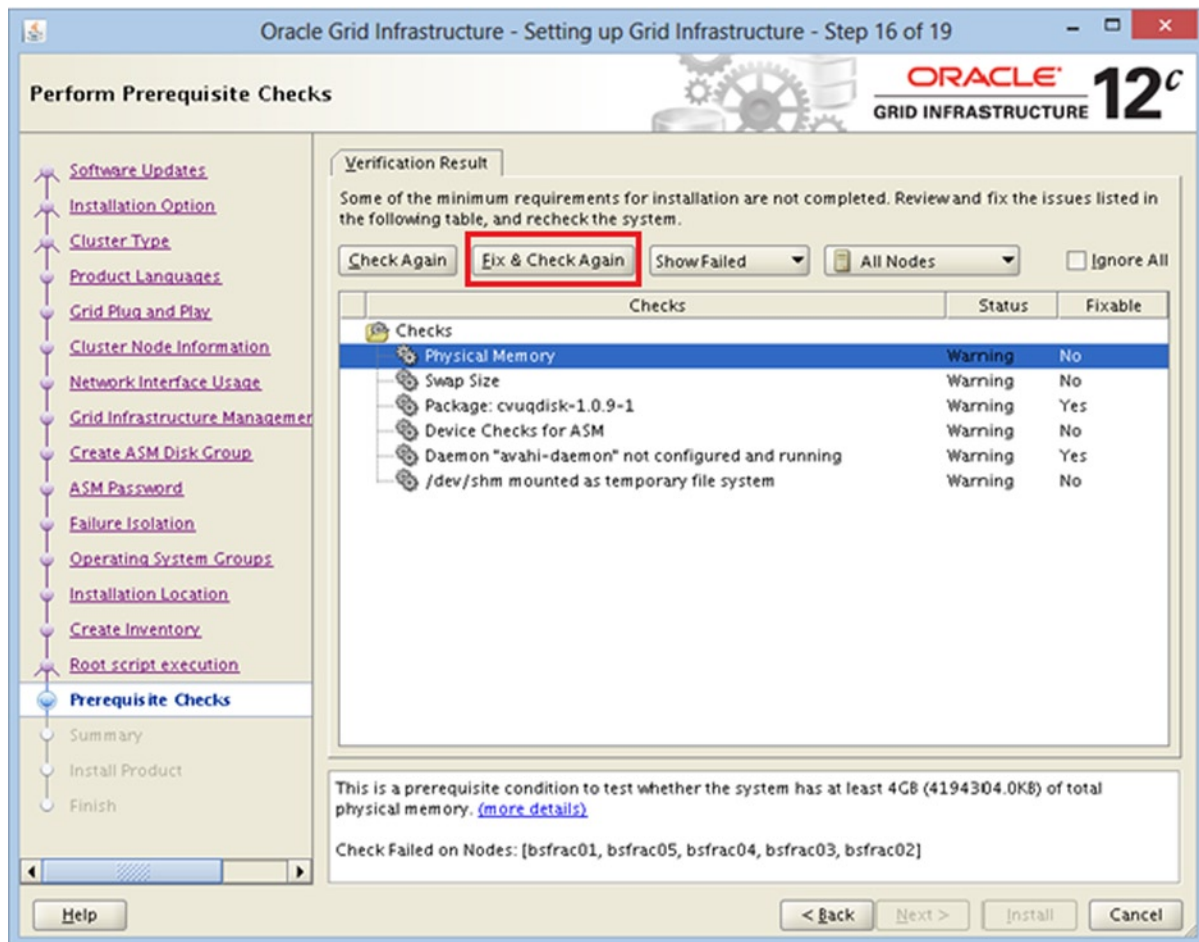 Oracle Grid Infrastructure - Setting up Grid Infrastructure - Step 16 of 19
Perform Prerequisite Checks
ORACLE
GRID INFRASTRUCTURE
12c
Software Updates
Installation Option
Cluster Type
Product Languages
Grid Plug and Play
Cluster Node Information
Network Interface Usage
Grid Infrastructure Managemer
Create ASM Disk Group
ASM Password
Failure Isolation
Operating System Groups
Installation Location
Create Inventory
Root script execution
Prerequisite Checks
Summary
Install Product
Finish
Verification Result
Some of the minimum requirements for installation are not completed. Review and fix the issues listed in
the following table, and recheck the system.
Check Again Fix & Check Again Show Failed All Nodes Ignore All
Checks Status Fixable
Checks
Physical Memory Warning No
Swap Size Warning No
Package: cvuqdisk-1.0.9-1 Warning Yes
Device Checks for ASM Warning No
Daemon "avahi-daemon" not configured and running Warning Yes
/dev/shm mounted as temporary file system Warning No
This is a prerequisite condition to test whether the system has at least 4GB (4194304.0KB) of total
physical memory. (more details)
Check Failed on Nodes: [bsfrac01, bsfrac05, bsfrac04, bsfrac03, bsfrac02]
Help < Back Next > Install Cancel